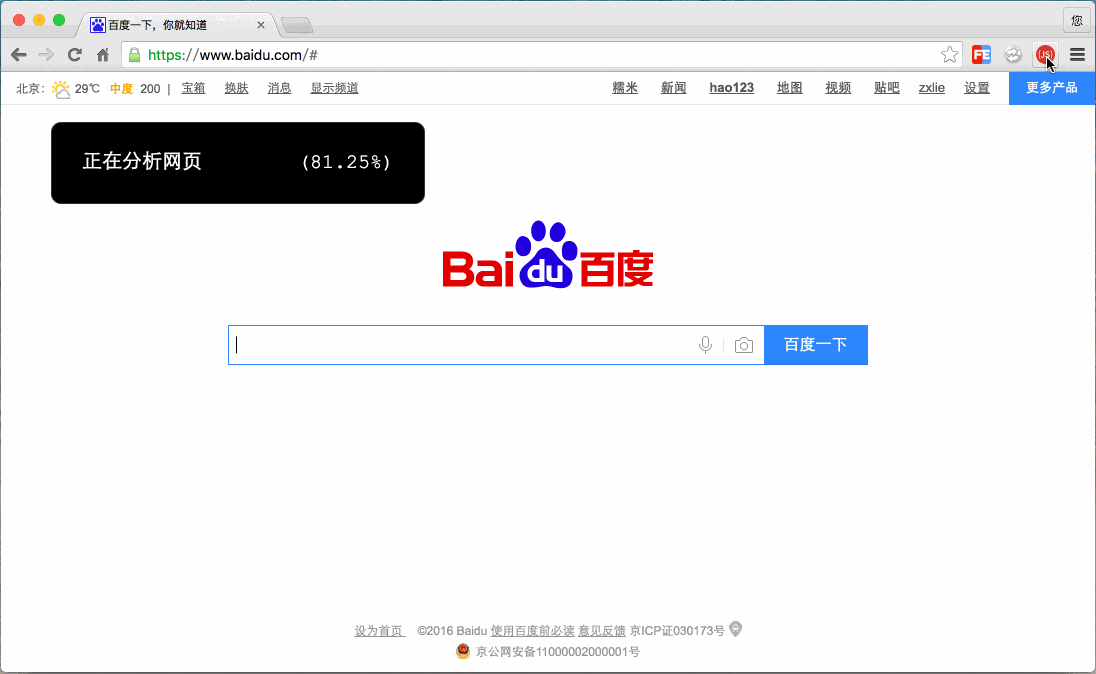 百度一下，你就知道
您
https://www.baidu.com/#
FE
JS
北京： 29℃ 中度 200 | 宝箱 换肤 消息 显示频道 糯米 新闻 hao123 地图 视频 贴吧 zxlie 设置 更多产品
正在分析网页 (81.25%)
Bai du 百度
百度一下
设为首页 ©2016 Baidu 使用百度前必读 意见反馈 京ICP证030173号
京公网安备11000002000001号